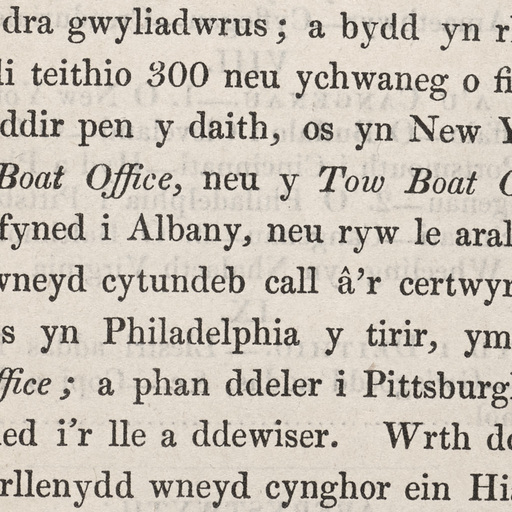 dra gwyliadwrus; a bydd yn r
li teithio 300 neu ychwaneg o fi
ddir pen y daith, os yn New Y
Boat Office, neu y Tow Boat O
fyned i Albany, neu ryw le aral
wneyd cytundeb call â'r certwyr
s yn Philadelphia y tirir, ym
ffice; a phan ddeler i Pittsburg
ed i'r lle a ddewiser. Wrth d
rllenydd wneyd cynghor ein Hi